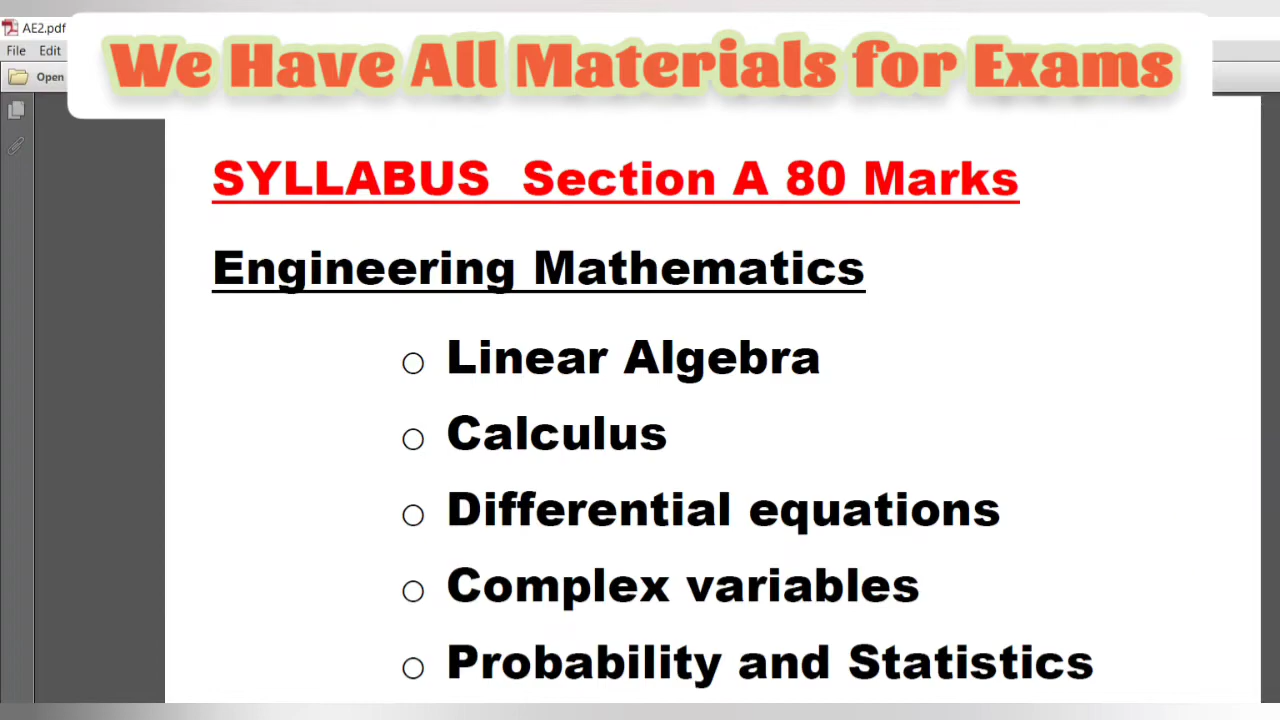 AE2.pdf
We Have All Materials for Exams
File Edit
Open
SYLLABUS Section A 80 Marks
Engineering Mathematics
Linear Algebra
Calculus
Differential equations
Complex variables
Probability and Statistics